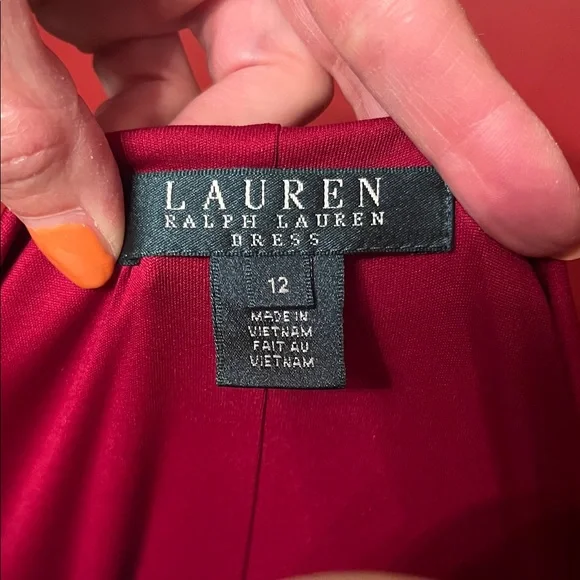 LAUREN
RALPH LAUREN
DRESS
12
MADE IN
VIETNAM
FAIT AU
VIETNAM